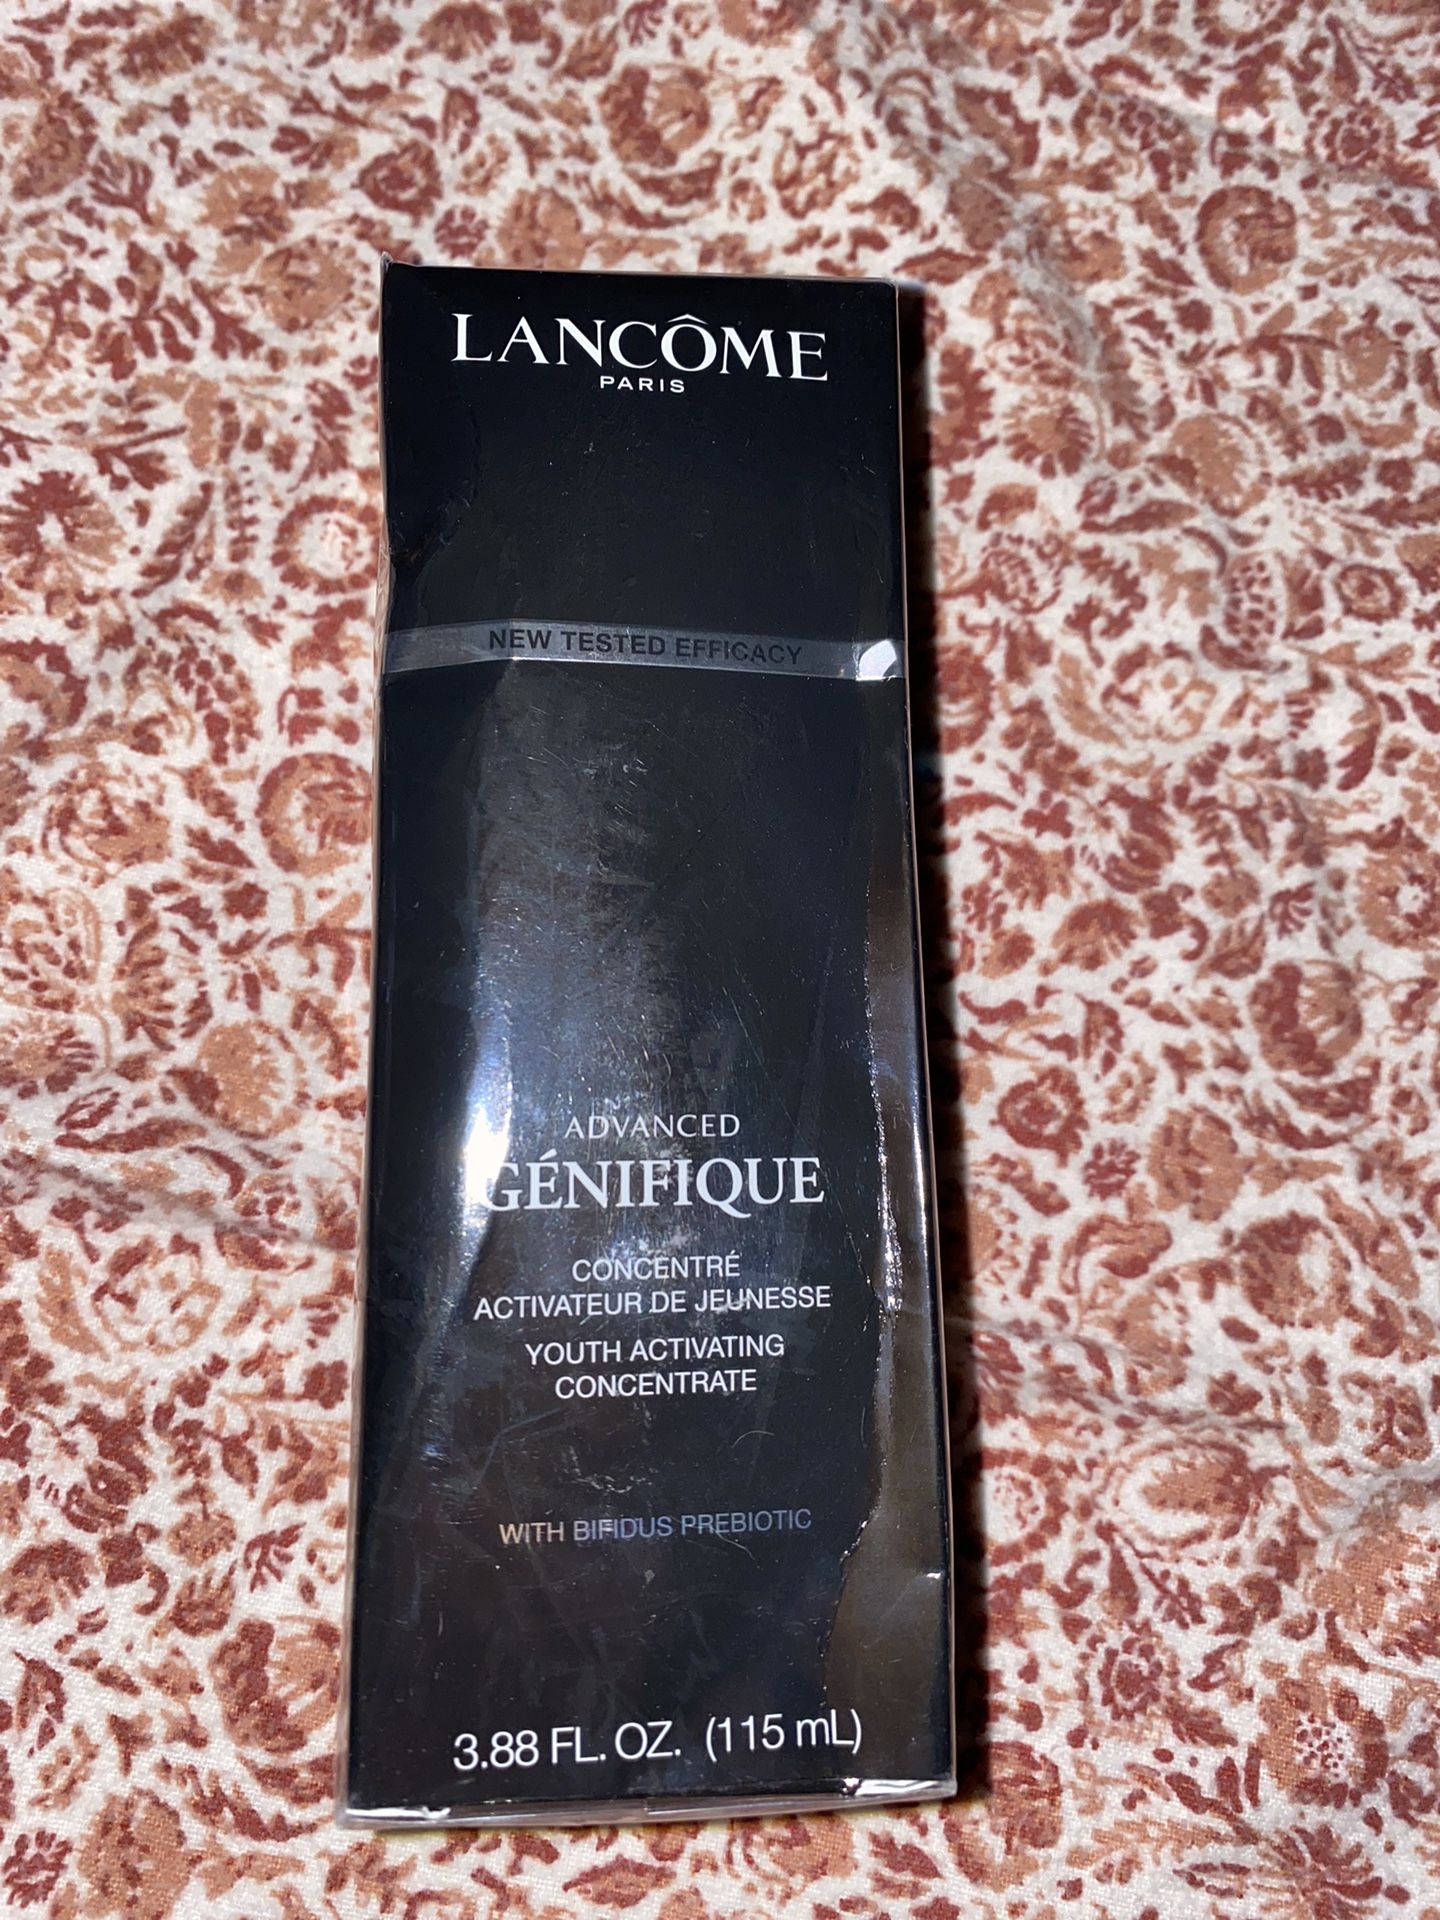 LANCÔME
PARIS
NEW TESTED EFFICACY
ADVANCED
GÉNIFIQUE
CONCENTRÉ
ACTIVATEUR DE JEUNESSE
YOUTH ACTIVATING
CONCENTRATE
WITH BIFIDUS PREBIOTIC
3.88 FL. OZ. (115 mL)